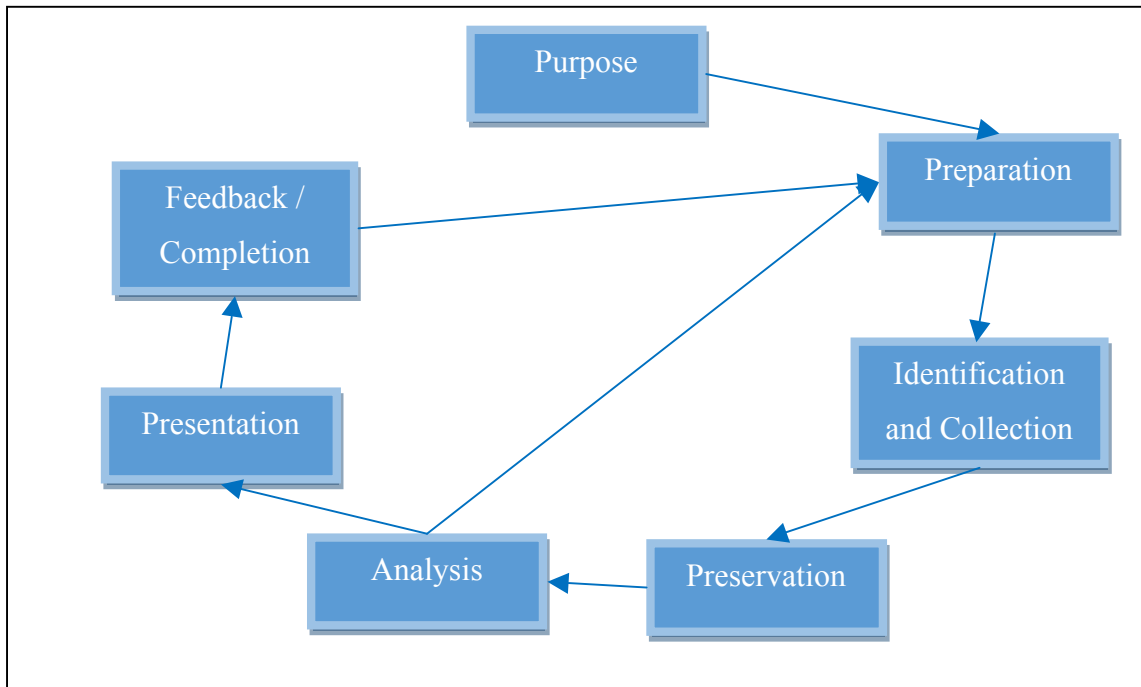 Purpose
Preparation
Feedback /
Completion
Identification
and Collection
Presentation
Analysis
Preservation